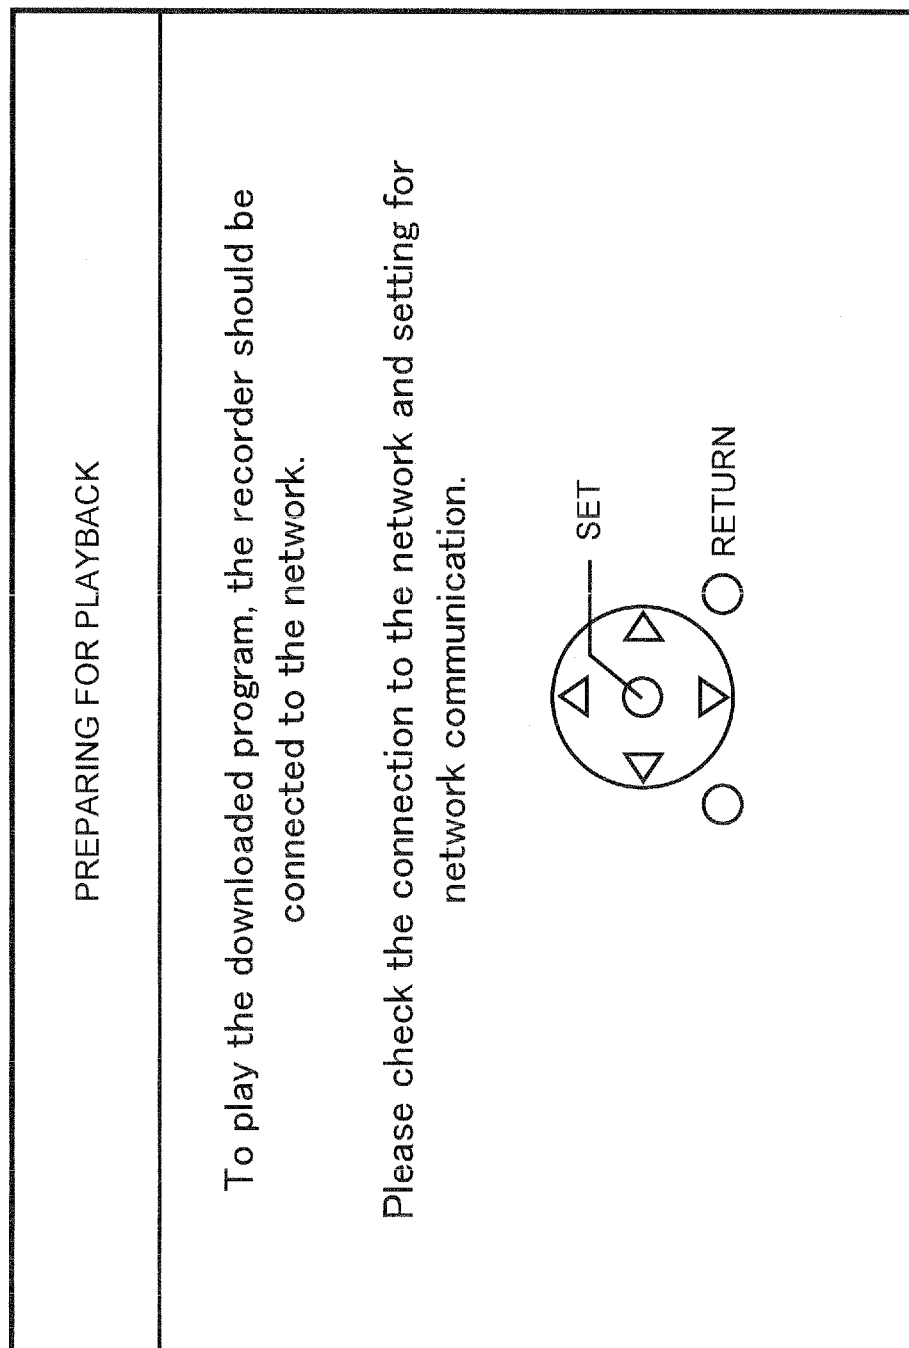 PREPARING FOR PLAYBACK
To play the downloaded program, the recorder should be
connected to the network.
Please check the connection to the network and setting for
network communication.
SET
RETURN